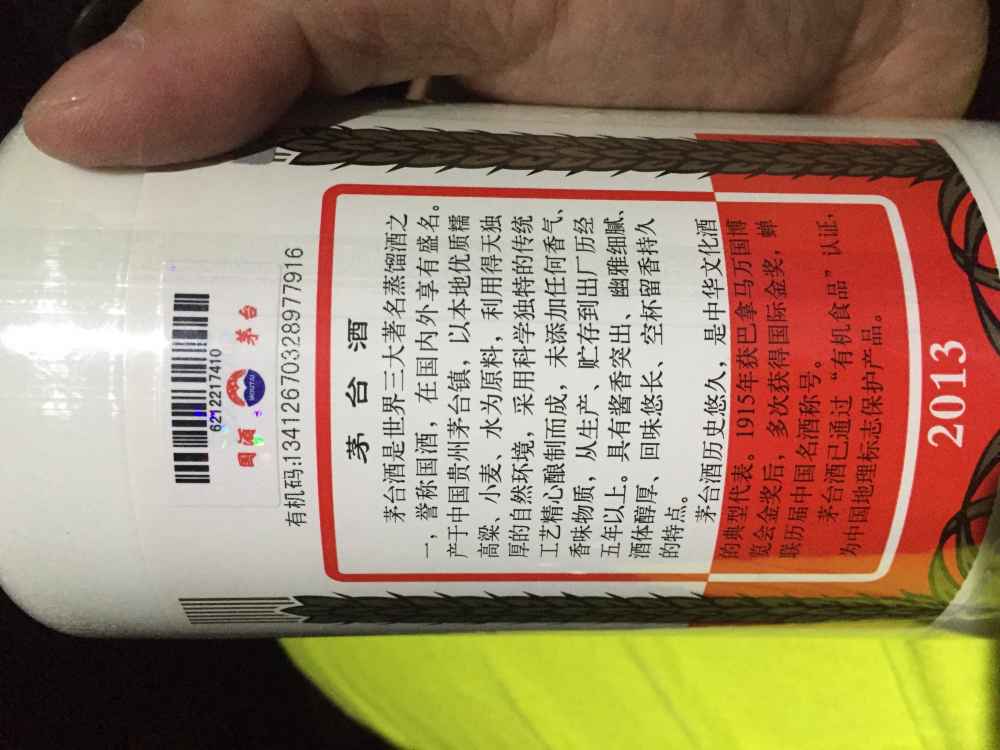 国酒 MOUTAI 茅台
有机码:13412670328977916
茅台酒
茅台酒是世界三大著名蒸馏酒之
一，誉称国酒，在国内外享有盛名。
产于中国贵州茅台镇，以本地优质糯
高粱、小麦、水为原料，利用得天独
厚的自然环境，采用科学独特的传统
工艺精心酿制而成，未添加任何香气、
香味物质，从生产、贮存到出厂历经
五年以上。具有酱香突出、幽雅细腻、
酒体醇厚、回味悠长、空杯留香持久
的特点。
茅台酒历史悠久，是中华文化酒
的典型代表。1915年获巴拿马万国博
览会金奖后，多次获得国际金奖，蝉
联历届中国名酒称号。
茅台酒已通过“有机食品”认证，
为中国地理标志保护产品。
2013